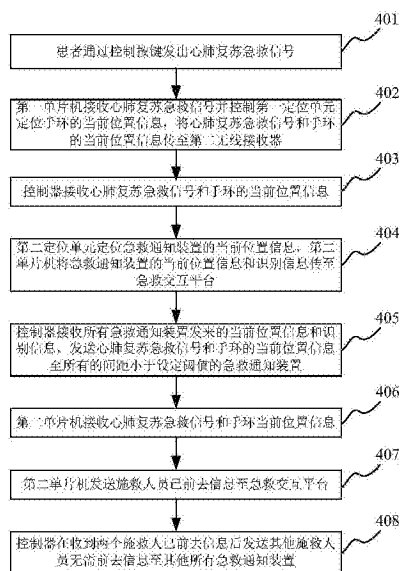 401
患者通过控制按键发出心肺复苏急救信号
402
第一单片机接收心肺复苏急救信号并控制第一定位单元
定位手环的当前位置信息，将心肺复苏急救信号和手环
的当前位置信息传至第二无线接收器
403
控制器接收心肺复苏急救信号和手环的当前位置信息
404
第二定位单元定位急救通知装置的当前位置信息，第二
单片机将急救通知装置的当前位置信息和识别信息传至
急救交互平台
405
控制器接收所有急救通知装置发来的当前位置信息和识
别信息，发送心肺复苏急救信号和手环的当前位置信息
至所有的间距小于设定阈值的急救通知装置
406
第二单片机接收心肺复苏急救信号和手环当前位置信息
407
第二单片机发送施救人员已前去信息至急救交互平台
408
控制器在收到两个施救人已前去信息后发送其他施救人
员无需前去信息至其他所有急救通知装置